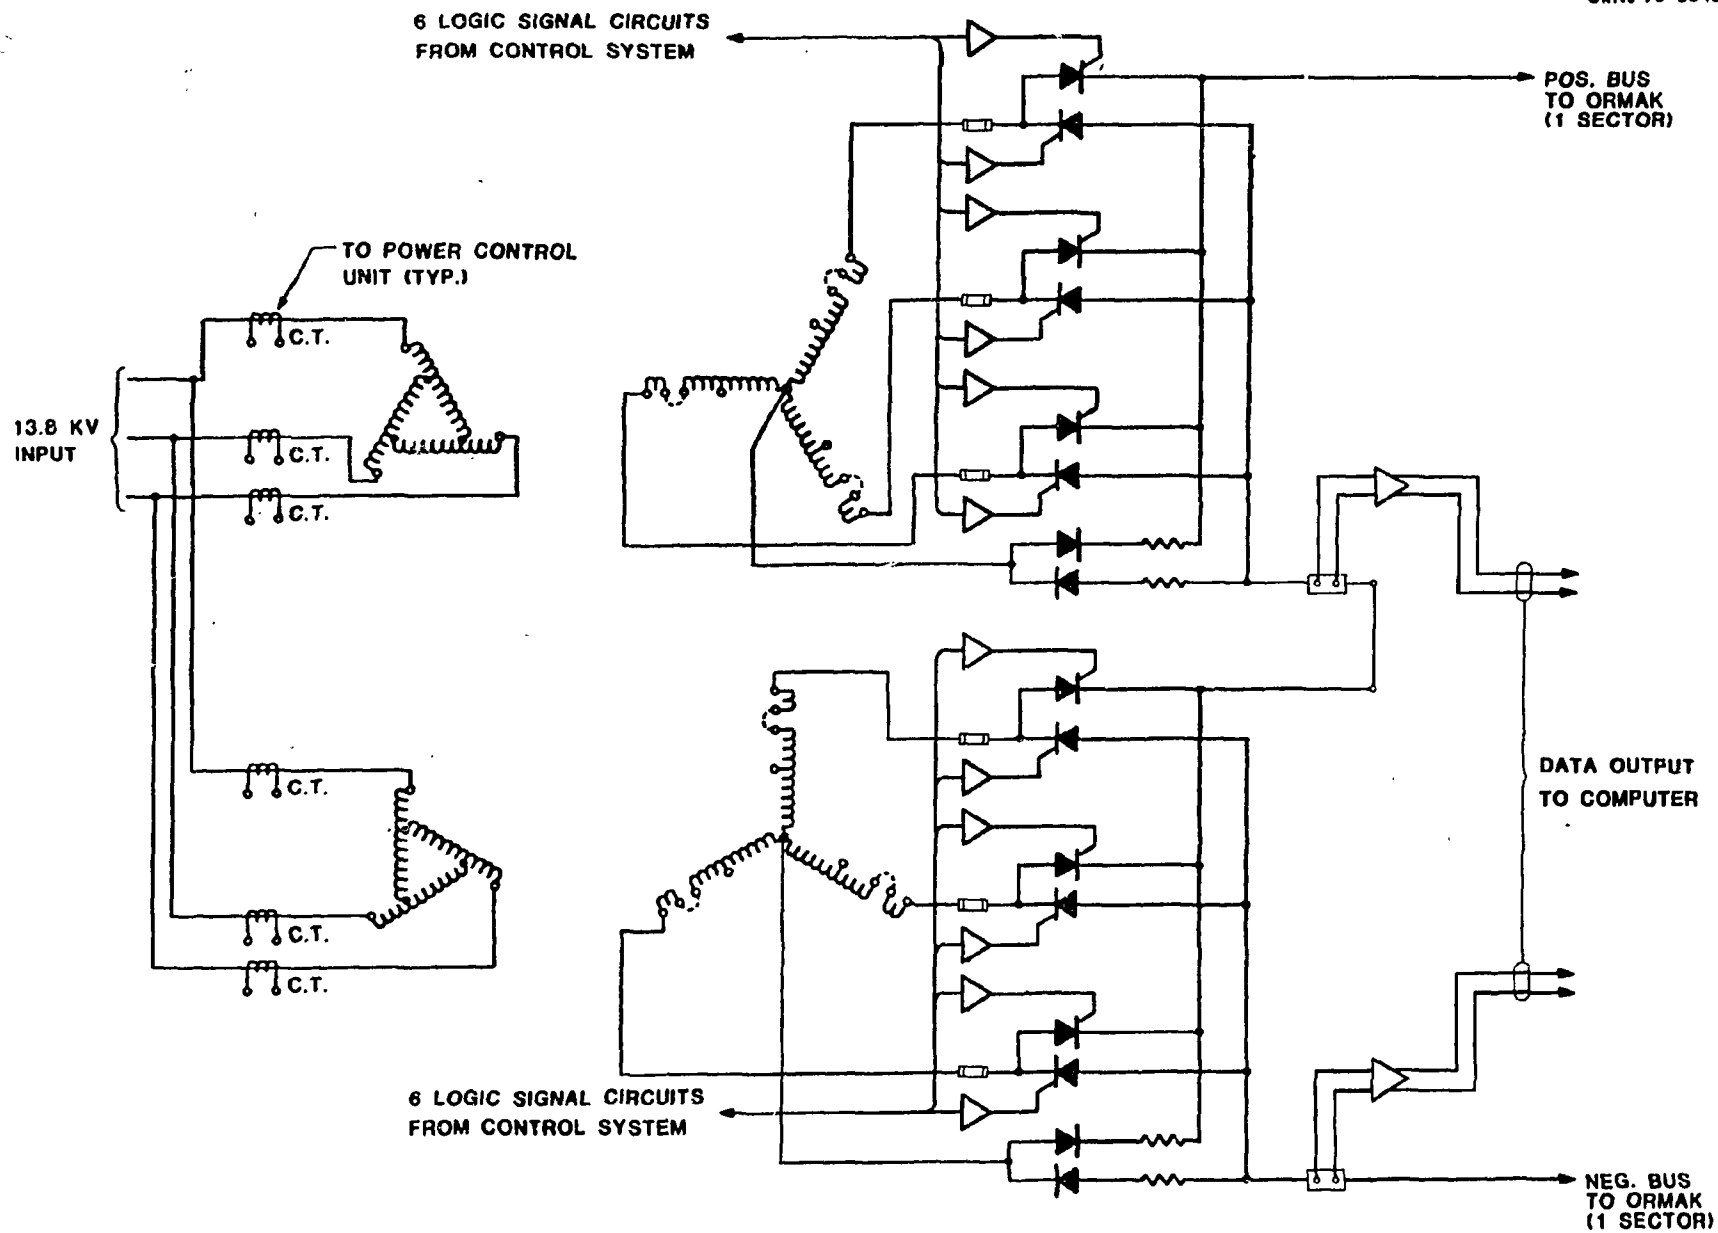 6 LOGIC SIGNAL CIRCUITS
FROM CONTROL SYSTEM
POS. BUS
TO ORMAK
(1 SECTOR)
TO POWER CONTROL
UNIT (TYP.)
C.T.
13.8 KV
INPUT
C.T.
C.T.
DATA OUTPUT
TO COMPUTER
C.T.
C.T.
C.T.
6 LOGIC SIGNAL CIRCUITS
FROM CONTROL SYSTEM
NEG. BUS
TO ORMAK
(1 SECTOR)